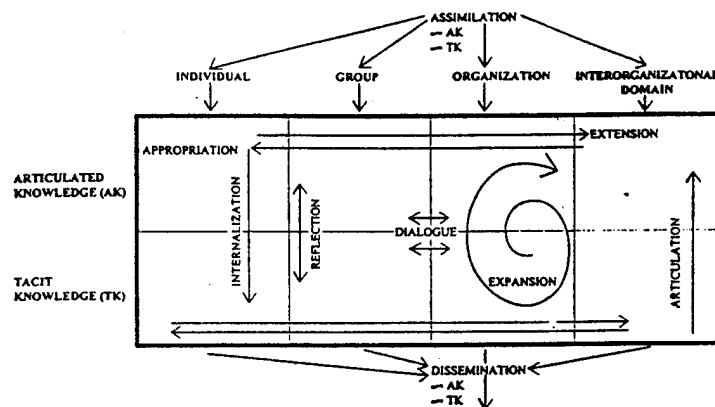 ASSIMILATION
— AK
— TK
INDIVIDUAL
GROUP
ORGANIZATION
INTERORGANIZATONAL
DOMAIN
EXTENSION
APPROPRIATION
ARTICULATED
KNOWLEDGE (AK)
INTERNALIZATION
REFLECTION
DIALOGUE
EXPANSION
ARTICULATION
TACIT
KNOWLEDGE (TK)
DISSEMINATION
— AK
— TK